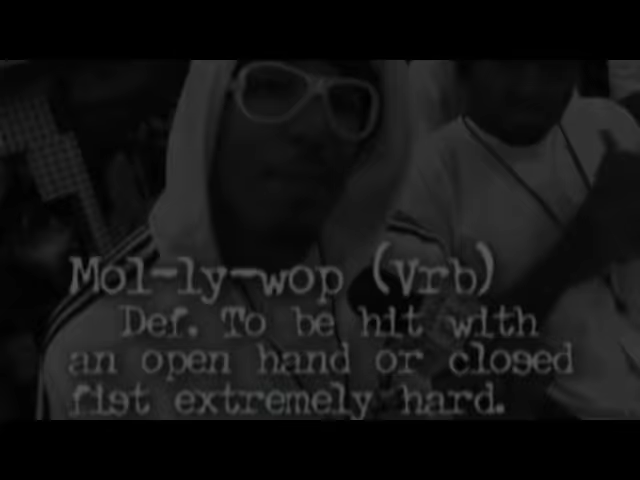 Mol-ly-wop (Vrb)
Def. To be hit with
an open hand or closed
fist extremely hard.